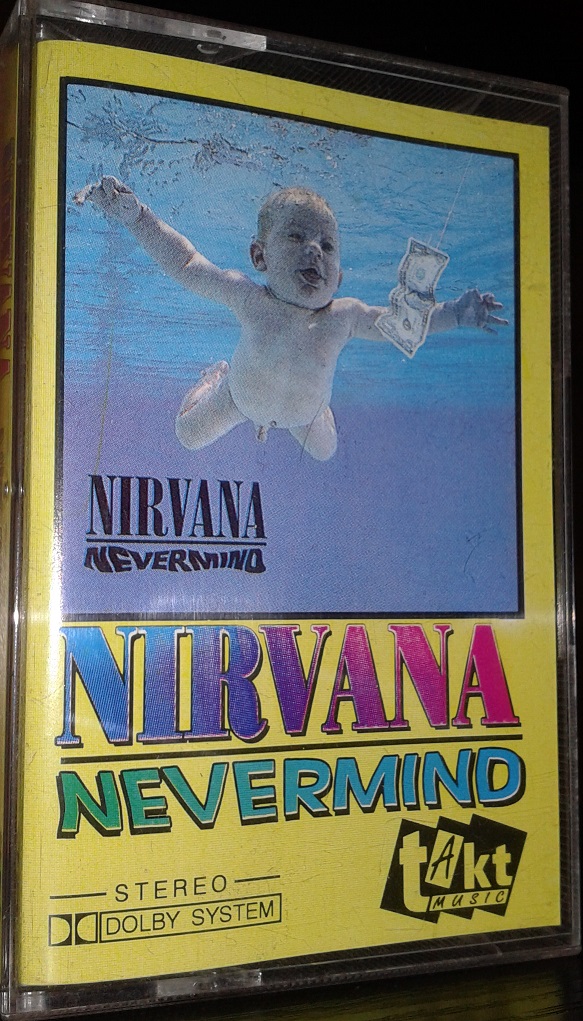 NIRVANA
NEVERMIND
NIRVANA
NEVERMIND
STEREO
DOLBY SYSTEM
takt
MUSIC